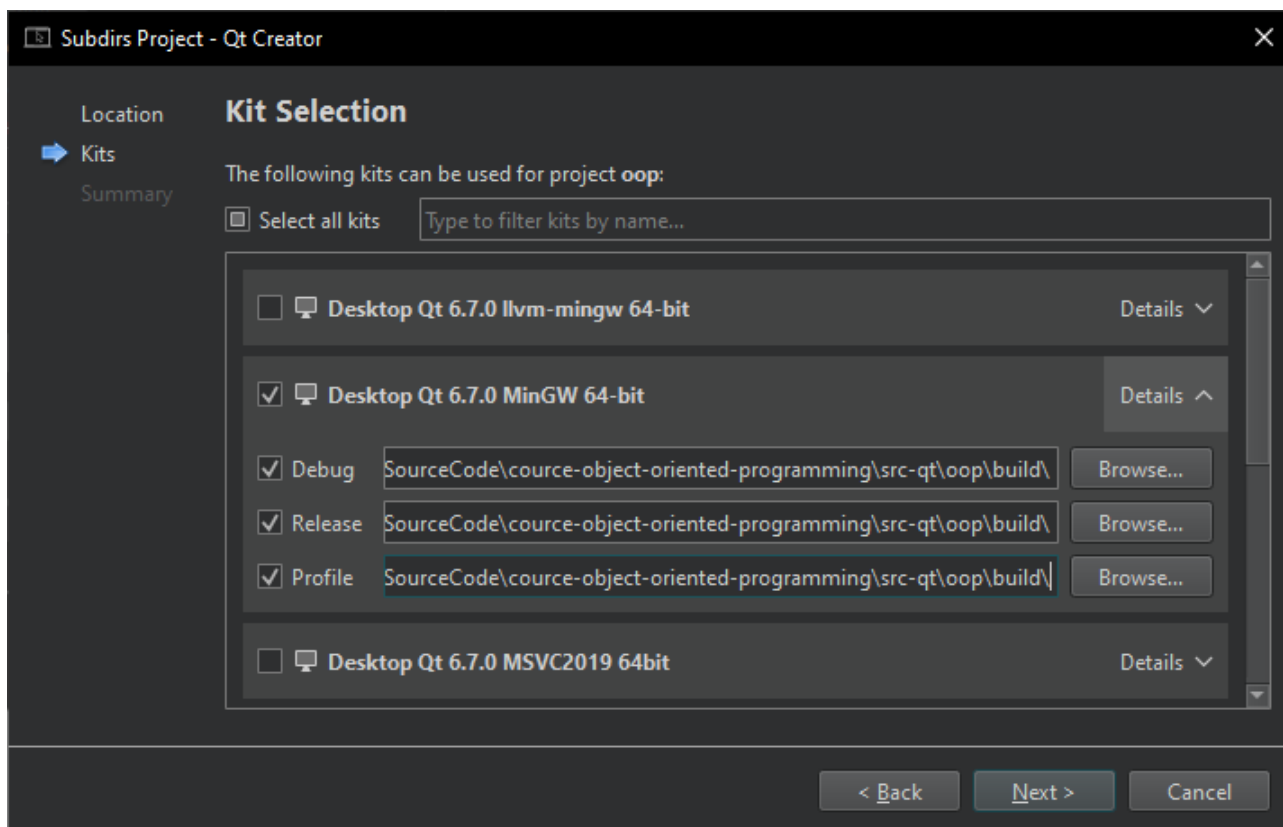 Subdirs Project - Qt Creator
Location
Kits
Summary
Kit Selection
The following kits can be used for project oop:
Select all kits
Type to filter kits by name...
Desktop Qt 6.7.0 llvm-mingw 64-bit Details
Desktop Qt 6.7.0 MinGW 64-bit Details
Debug SourceCode\cource-object-oriented-programming\src-qt\oop\build\ Browse...
Release SourceCode\cource-object-oriented-programming\src-qt\oop\build\ Browse...
Profile SourceCode\cource-object-oriented-programming\src-qt\oop\build\ Browse...
Desktop Qt 6.7.0 MSVC2019 64bit Details
< Back Next > Cancel